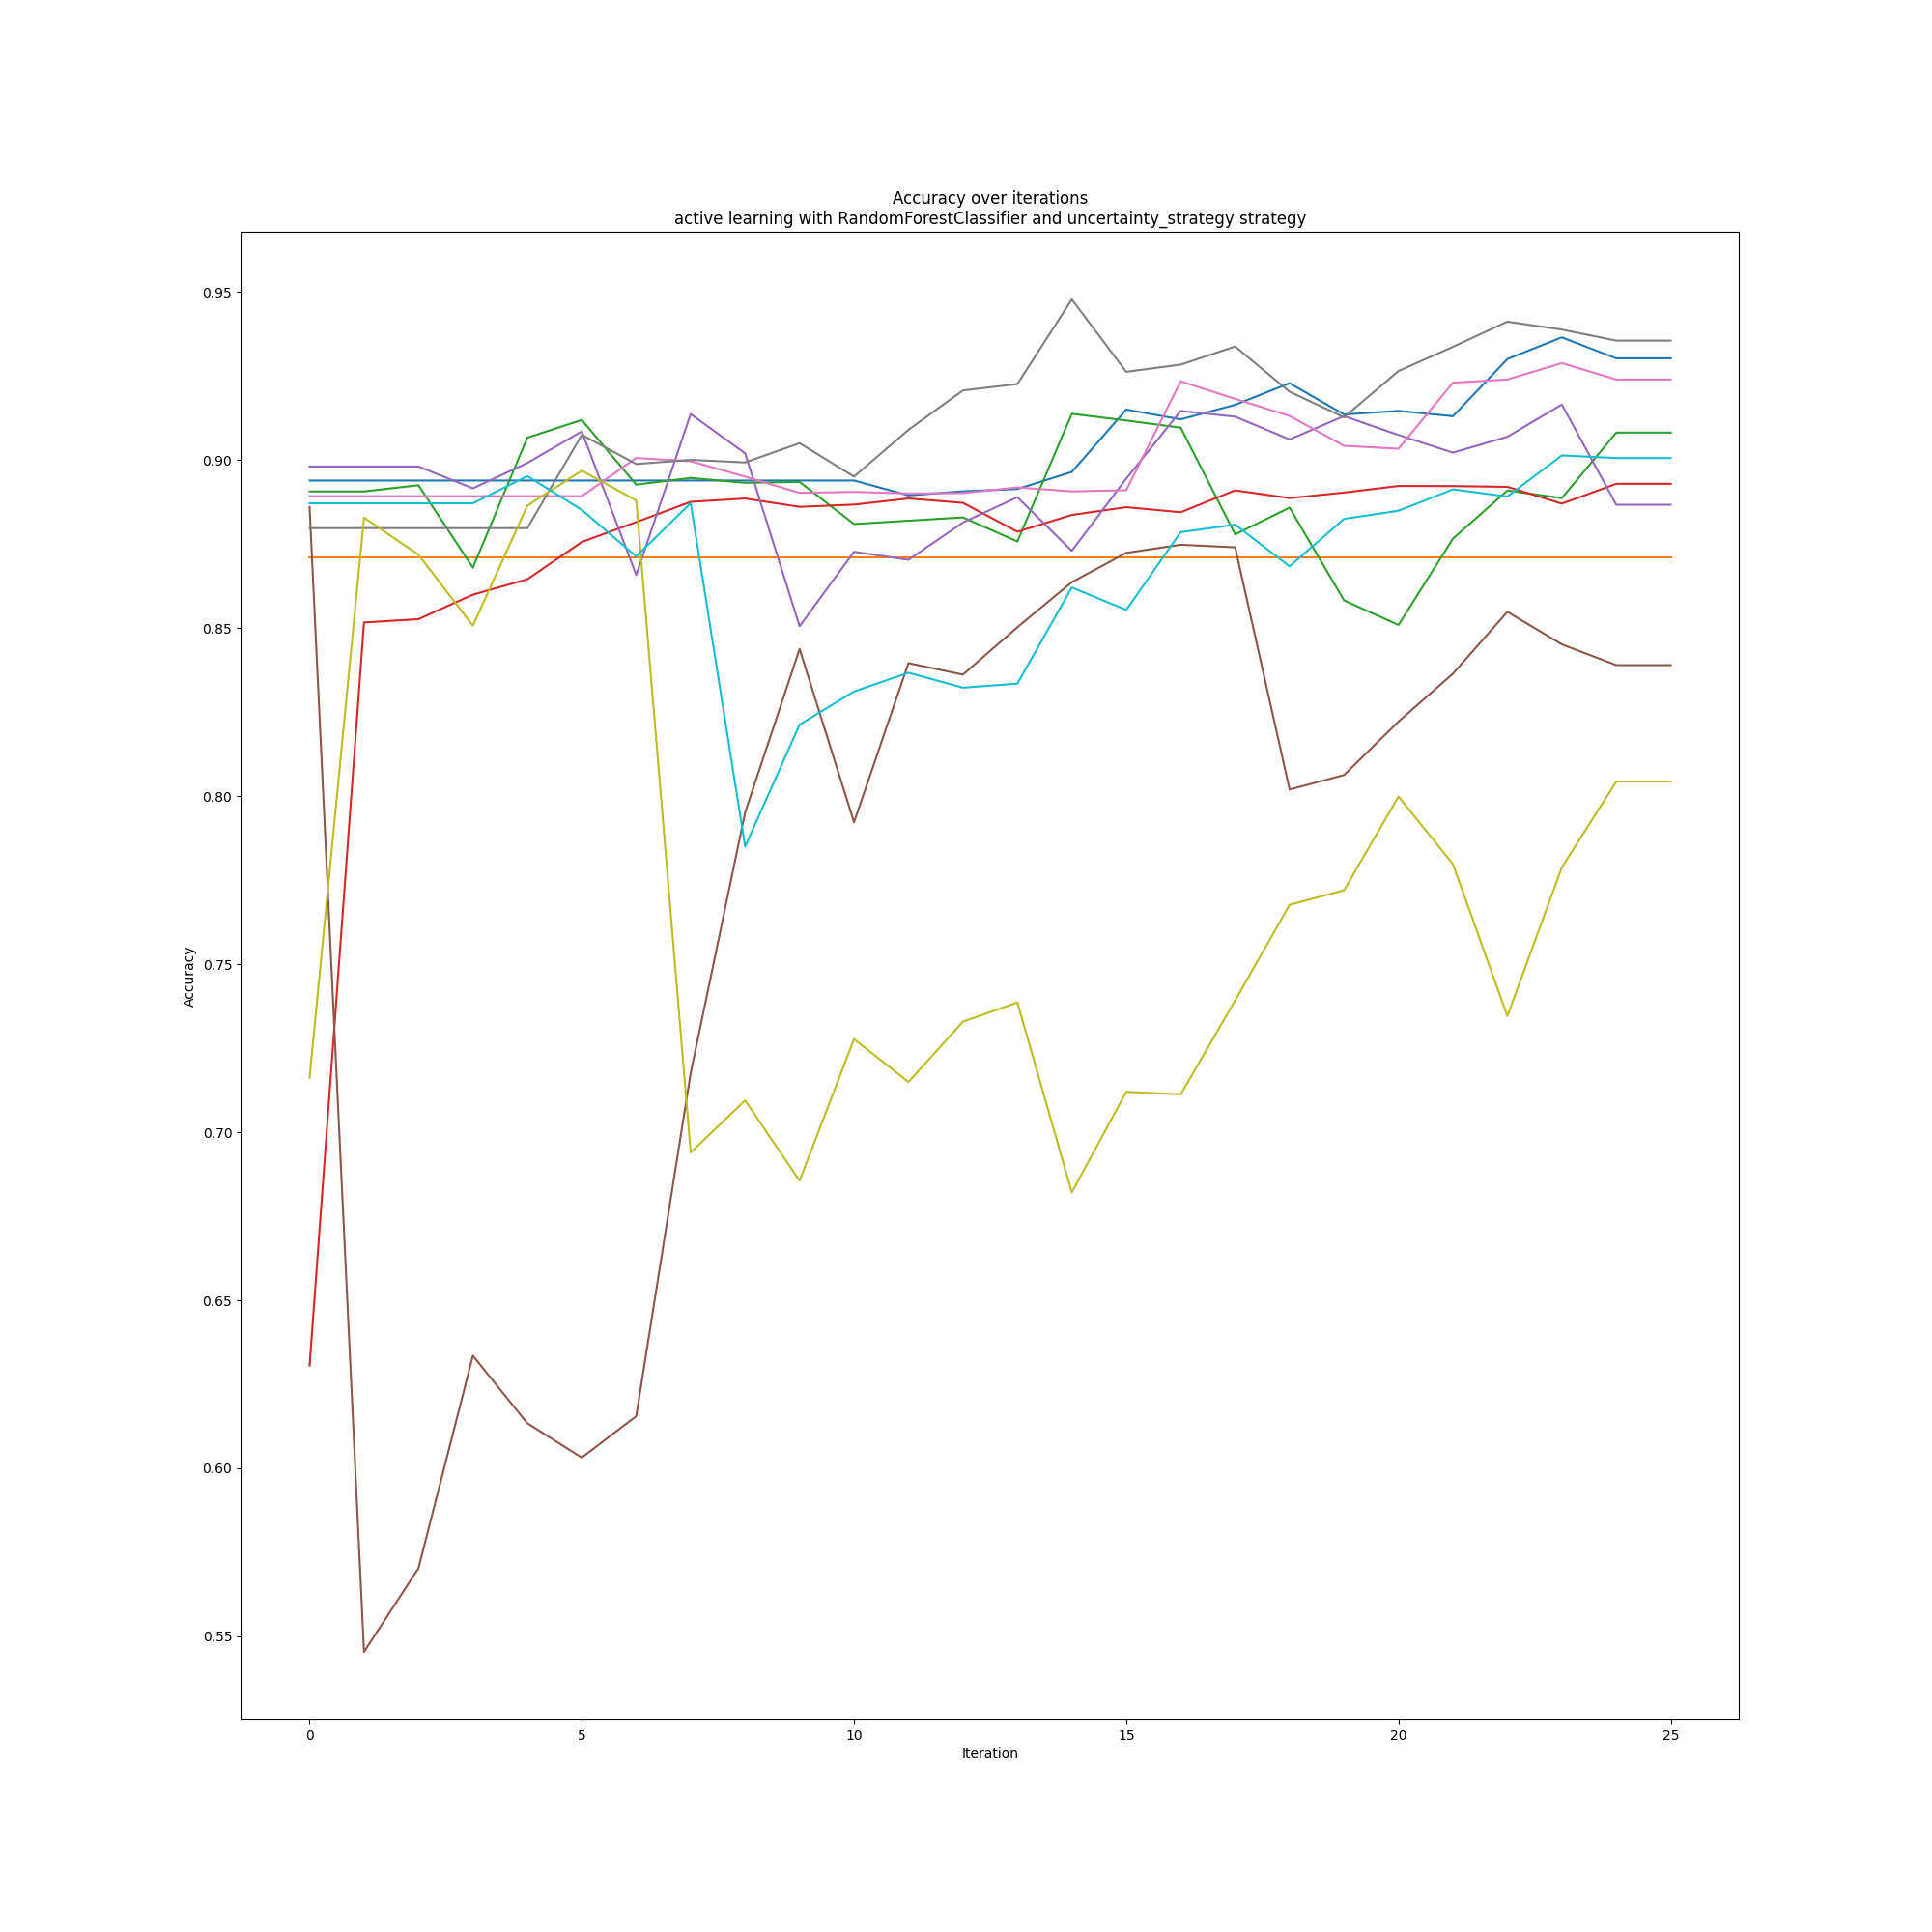 Accuracy over iterations
active learning with RandomForestClassifier and uncertainty_strategy strategy
0.95
0.90
0.85
0.80
0.75
0.70
0.65
0.60
0.55
Accuracy
0 5 10 15 20 25
Iteration